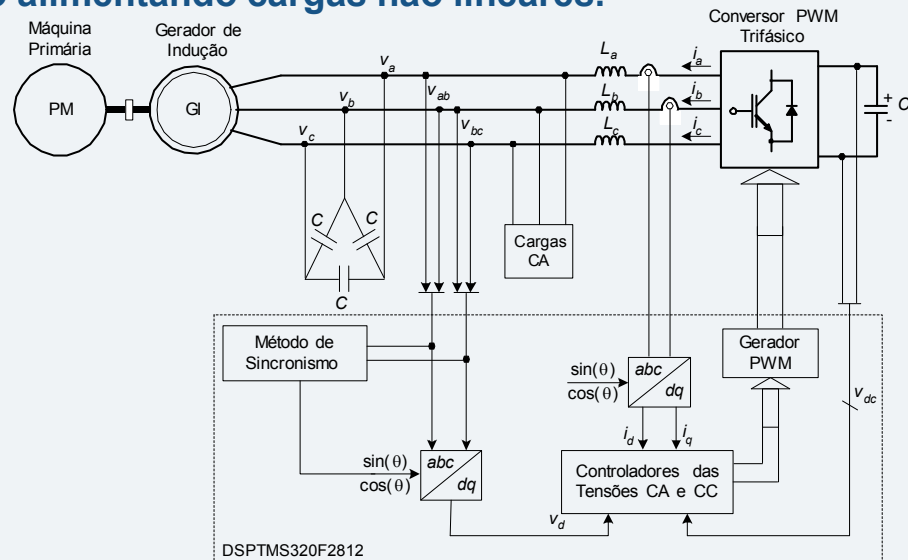 alimentando cargas não lineares.
Máquina
Primária
Gerador de
Indução
Conversor PWM
Trifásico
PM
GI
v_a
v_ab
v_b
v_bc
v_c
L_a
L_b
L_c
i_a
i_b
i_c
+
-
C
C
C
C
Cargas
CA
Método de
Sincronismo
Gerador
PWM
sin(θ)
cos(θ)
abc
dq
v_dc
i_d
i_q
sin(θ)
cos(θ)
abc
dq
Controladores das
Tensões CA e CC
v_d
DSPTMS320F2812